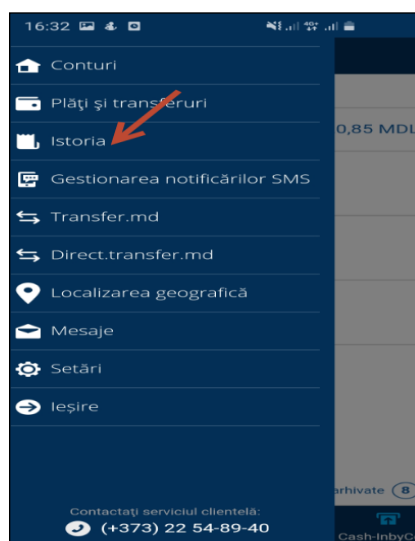 16:32
Conturi
Plăţi şi transferuri
0,85 MDL
Istoria
Gestionarea notificărilor SMS
Transfer.md
Direct.transfer.md
Localizarea geografică
Mesaje
Setări
Ieşire
arhivate 8
Contactaţi serviciul clientelă:
(+373) 22 54-89-40
Cash-InbyC